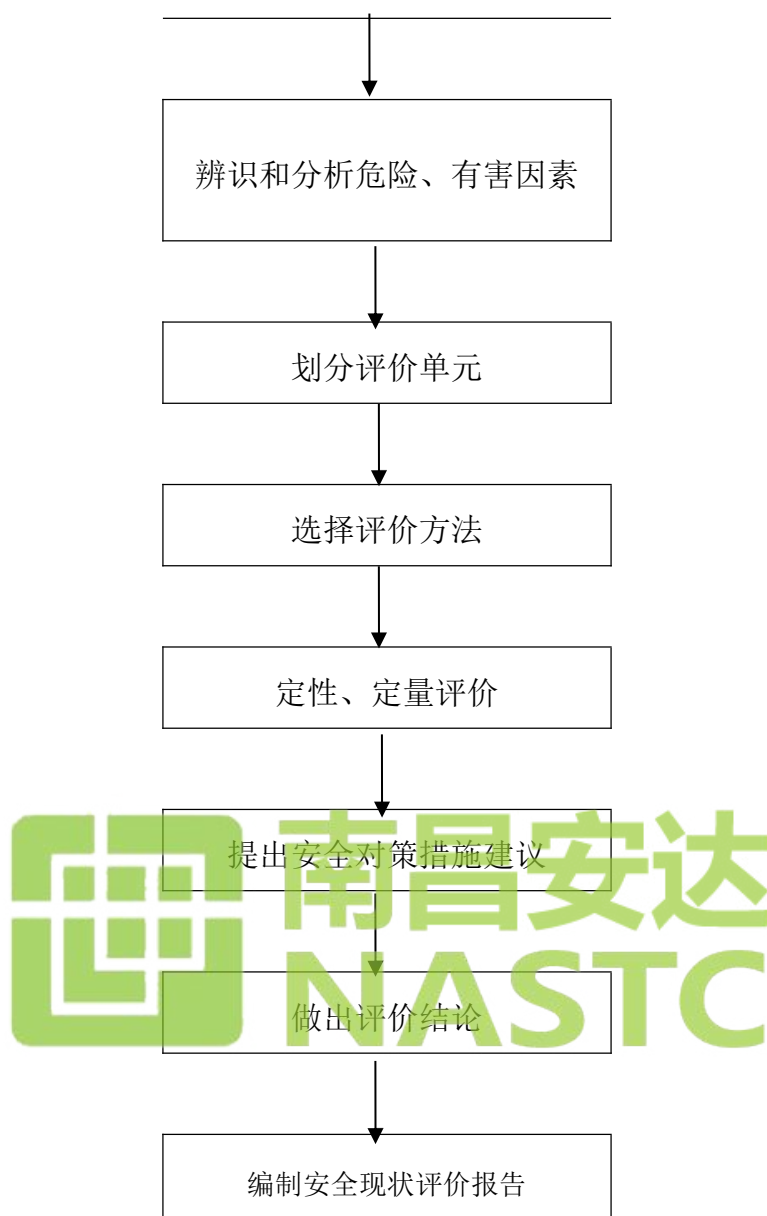 辨识和分析危险、有害因素
划分评价单元
选择评价方法
定性、定量评价
提出安全对策措施建议
南昌安达
NASTC
做出评价结论
编制安全现状评价报告